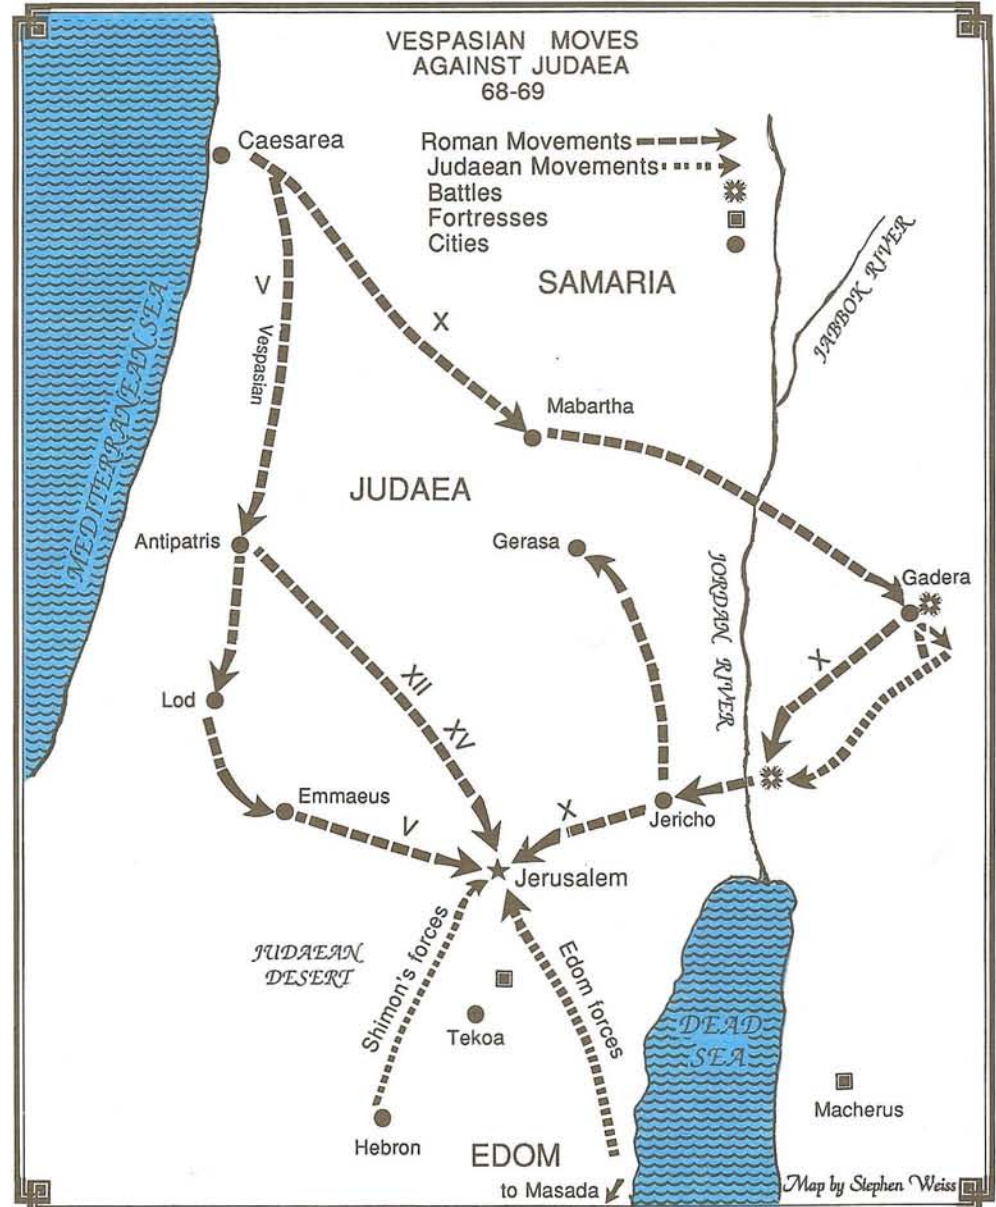 VESPASIAN MOVES
AGAINST JUDAEA
68-69
Caesarea
Roman Movements
Judaean Movements
Battles
Fortresses
Cities
SAMARIA
JABBOK RIVER
V
Vespasian
X
MEDITERRANEAN SEA
Mabartha
JUDAEA
Antipatris
Gerasa
JORDAN RIVER
Gadera
X
XII
XV
Lod
Emmaeus
V
X
Jericho
Jerusalem
JUDAEAN
DESERT
Shimon's forces
Edom forces
Tekoa
DEAD
SEA
Macherus
Hebron
EDOM
to Masada
Map by Stephen Weiss